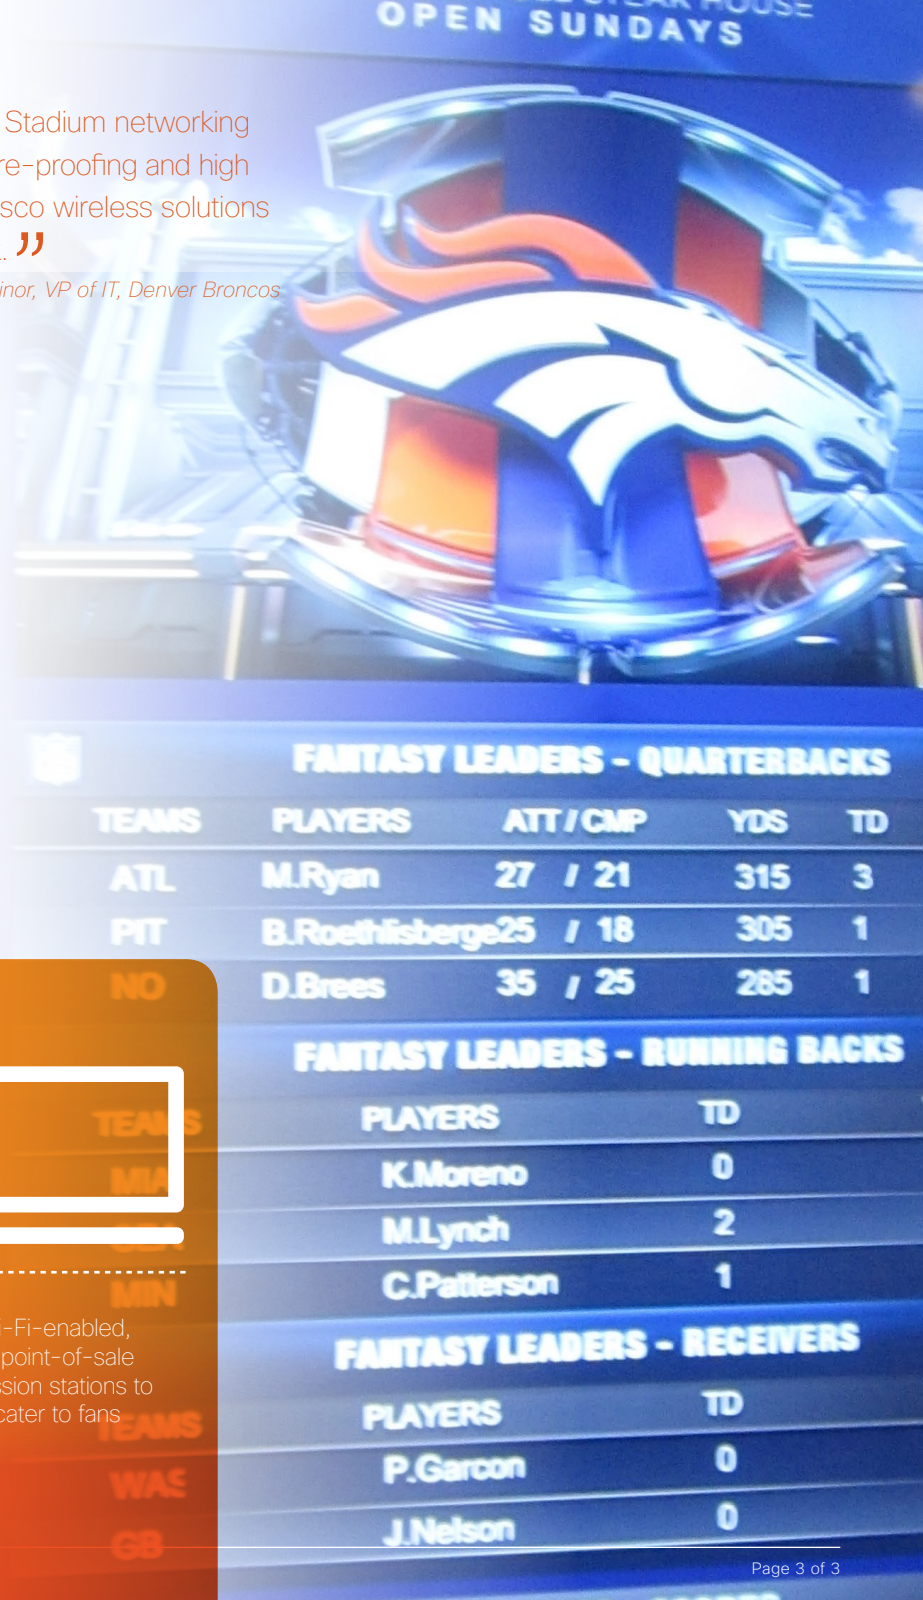 STEAK HOUSE
OPEN SUNDAYS
Stadium networking
re-proofing and high
sco wireless solutions
.”
inor, VP of IT, Denver Broncos
FANTASY LEADERS - QUARTERBACKS
TEAMS PLAYERS ATT / CMP YDS TD
ATL M.Ryan 27 / 21 315 3
PIT B.Roethlisberge25 / 18 305 1
NO D.Brees 35 / 25 285 1
FANTASY LEADERS - RUNNING BACKS
TEAMS PLAYERS TD
MIA K.Moreno 0
M.Lynch 2
MIN C.Patterson 1
i-Fi-enabled,
point-of-sale
ssion stations to
cater to fans
FANTASY LEADERS - RECEIVERS
TEAMS PLAYERS TD
WAS P.Garcon 0
GB J.Nelson 0
Page 3 of 3